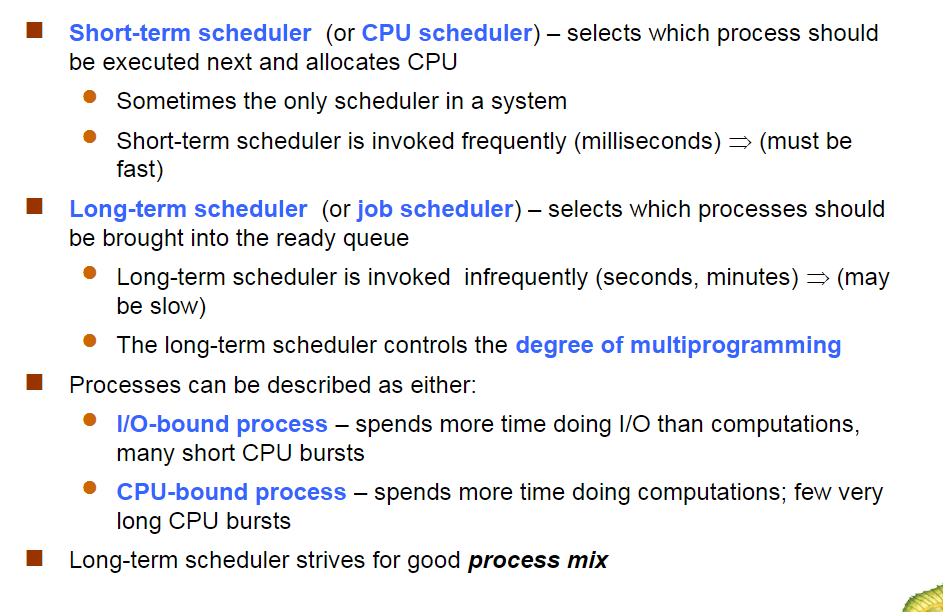 Short-term scheduler (or CPU scheduler) – selects which process should
be executed next and allocates CPU
Sometimes the only scheduler in a system
Short-term scheduler is invoked frequently (milliseconds) ⇒ (must be
fast)
Long-term scheduler (or job scheduler) – selects which processes should
be brought into the ready queue
Long-term scheduler is invoked infrequently (seconds, minutes) ⇒ (may
be slow)
The long-term scheduler controls the degree of multiprogramming
Processes can be described as either:
I/O-bound process – spends more time doing I/O than computations,
many short CPU bursts
CPU-bound process – spends more time doing computations; few very
long CPU bursts
Long-term scheduler strives for good process mix